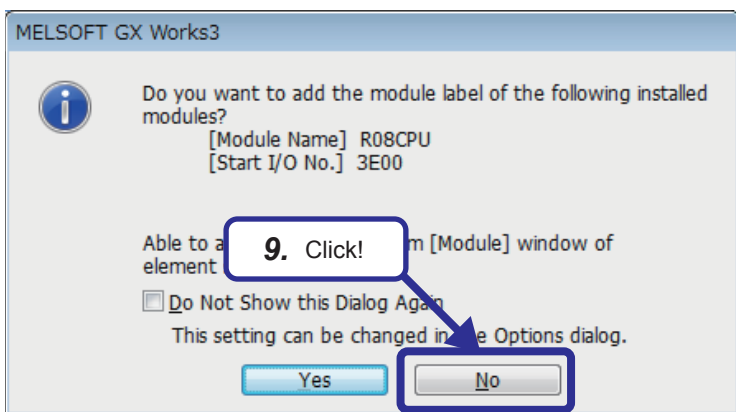 MELSOFT GX Works3
Do you want to add the module label of the following installed
modules?
[Module Name] R08CPU
[Start I/O No.] 3E00
Able to a
m [Module] window of
element
9. Click!
Do Not Show this Dialog Again
This setting can be changed in the Options dialog.
Yes
No